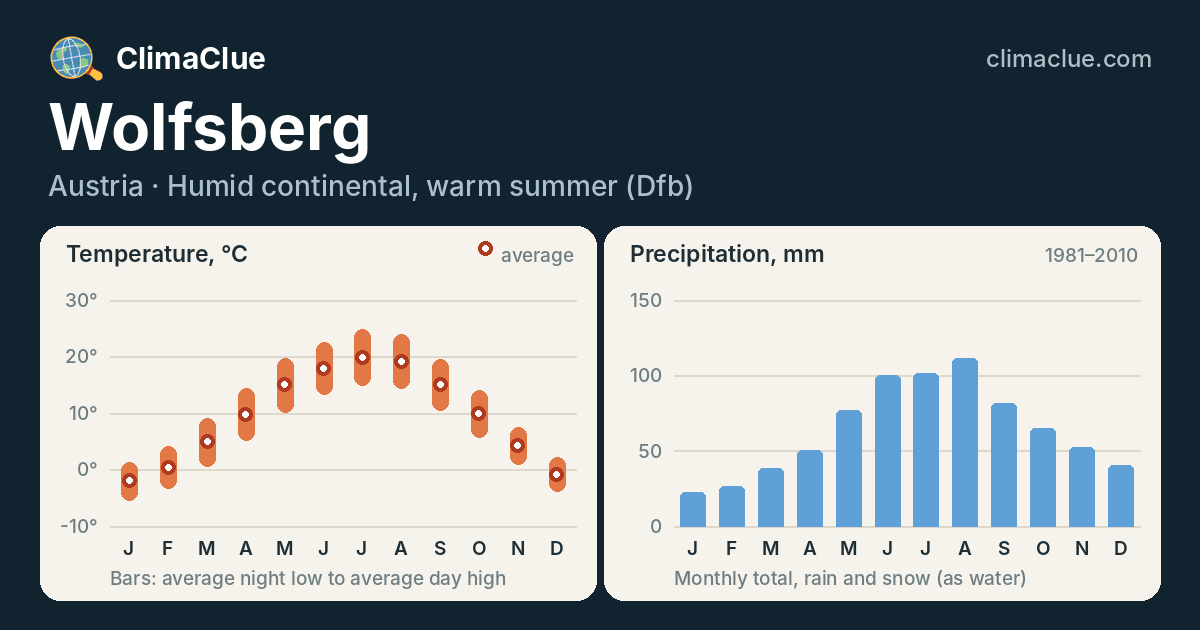 ClimaClue
climaclue.com
Wolfsberg
Austria · Humid continental, warm summer (Dfb)
Temperature, °C
average
30°
20°
10°
0°
-10°
J F M A M J J A S O N D
Bars: average night low to average day high
Precipitation, mm
1981–2010
150
100
50
0
J F M A M J J A S O N D
Monthly total, rain and snow (as water)